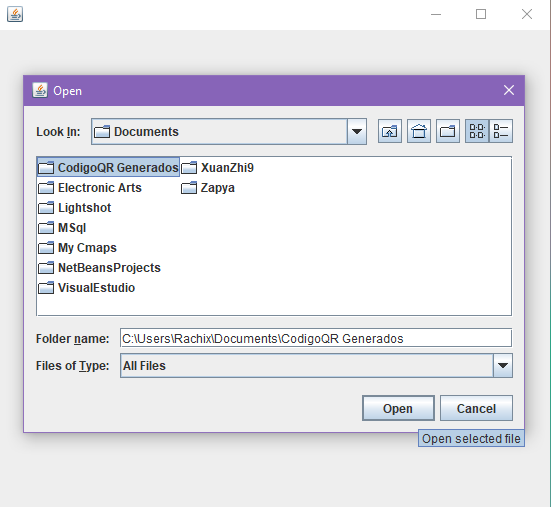 Open
Look In: Documents
CodigoQR Generados XuanZhi9
Electronic Arts Zapya
Lightshot
MSql
My Cmaps
NetBeansProjects
VisualEstudio
Folder name: C:\Users\Rachix\Documents\CodigoQR Generados
Files of Type: All Files
Open Cancel
Open selected file